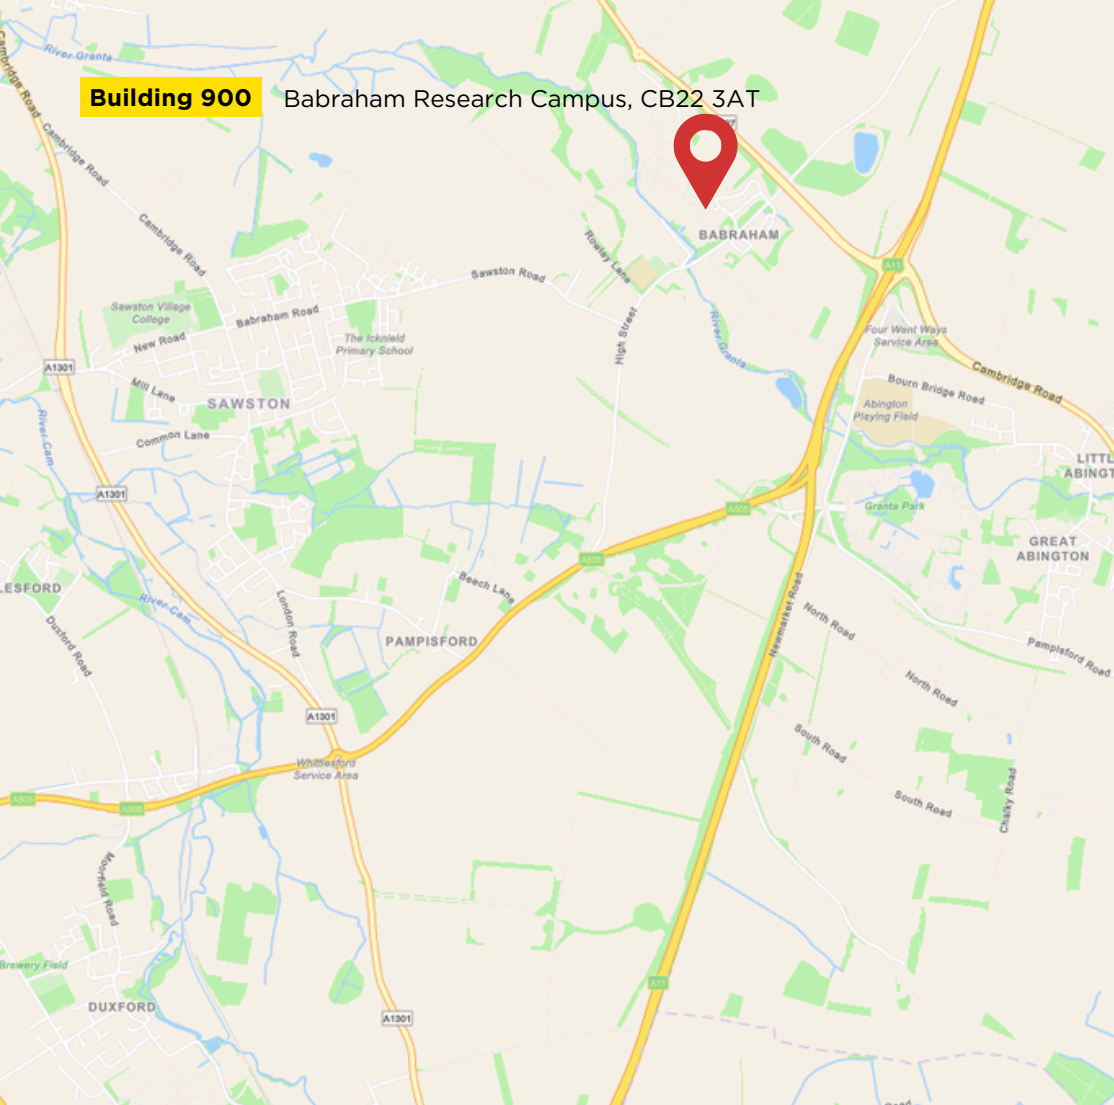 River Granta
Cambridge Road
Building 900
Babraham Research Campus, CB22 3AT
Cambridge Road
Cambridge Road
BABRAHAM
Rowley Lane
Sawston Road
A11
Sawston Village
College
Babraham Road
New Road
The Icknield
Primary School
High Street
River Granta
Four Went Ways
Service Area
Cambridge Road
A1301
Mill Lane
SAWSTON
Bourn Bridge Road
Abington
Playing Field
River Cam
Common Lane
LITTL
ABINGT
A1301
A505
Granta Park
GREAT
ABINGTON
A505
LESFORD
Beech Lane
River Cam
London Road
Duxford Road
PAMPISFORD
Newmarket Road
North Road
Pampisford Road
North Road
A1301
South Road
Whittlesford
Service Area
A505
A505
South Road
Chalky Road
Moorfield Road
Brewery Field
A11
DUXFORD
A1301